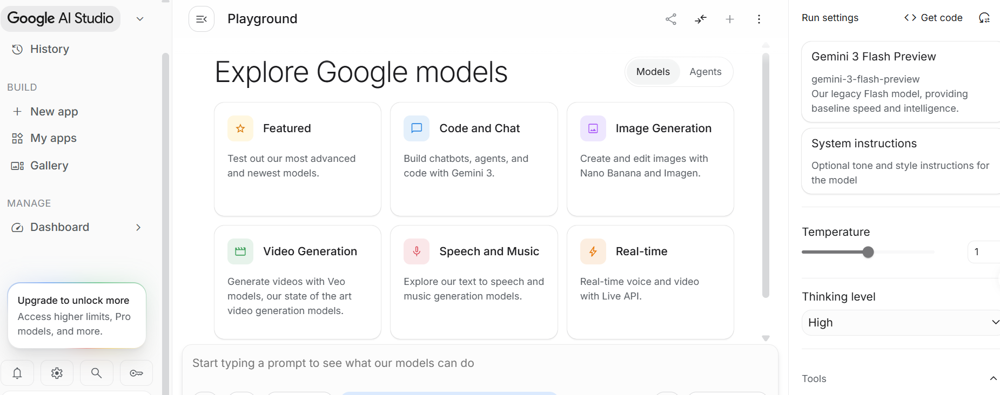 Google AI Studio
History
BUILD
New app
My apps
Gallery
MANAGE
Dashboard
Upgrade to unlock more
Access higher limits, Pro
models, and more.
Playground
Explore Google models
Models
Agents
Featured
Test out our most advanced
and newest models.
Code and Chat
Build chatbots, agents, and
code with Gemini 3.
Image Generation
Create and edit images with
Nano Banana and Imagen.
Video Generation
Generate videos with Veo
models, our state of the art
video generation models.
Speech and Music
Explore our text to speech and
music generation models.
Real-time
Real-time voice and video
with Live API.
Start typing a prompt to see what our models can do
Run settings
<> Get code
Gemini 3 Flash Preview
gemini-3-flash-preview
Our legacy Flash model, providing
baseline speed and intelligence.
System instructions
Optional tone and style instructions for
the model
Temperature
1
Thinking level
High
Tools